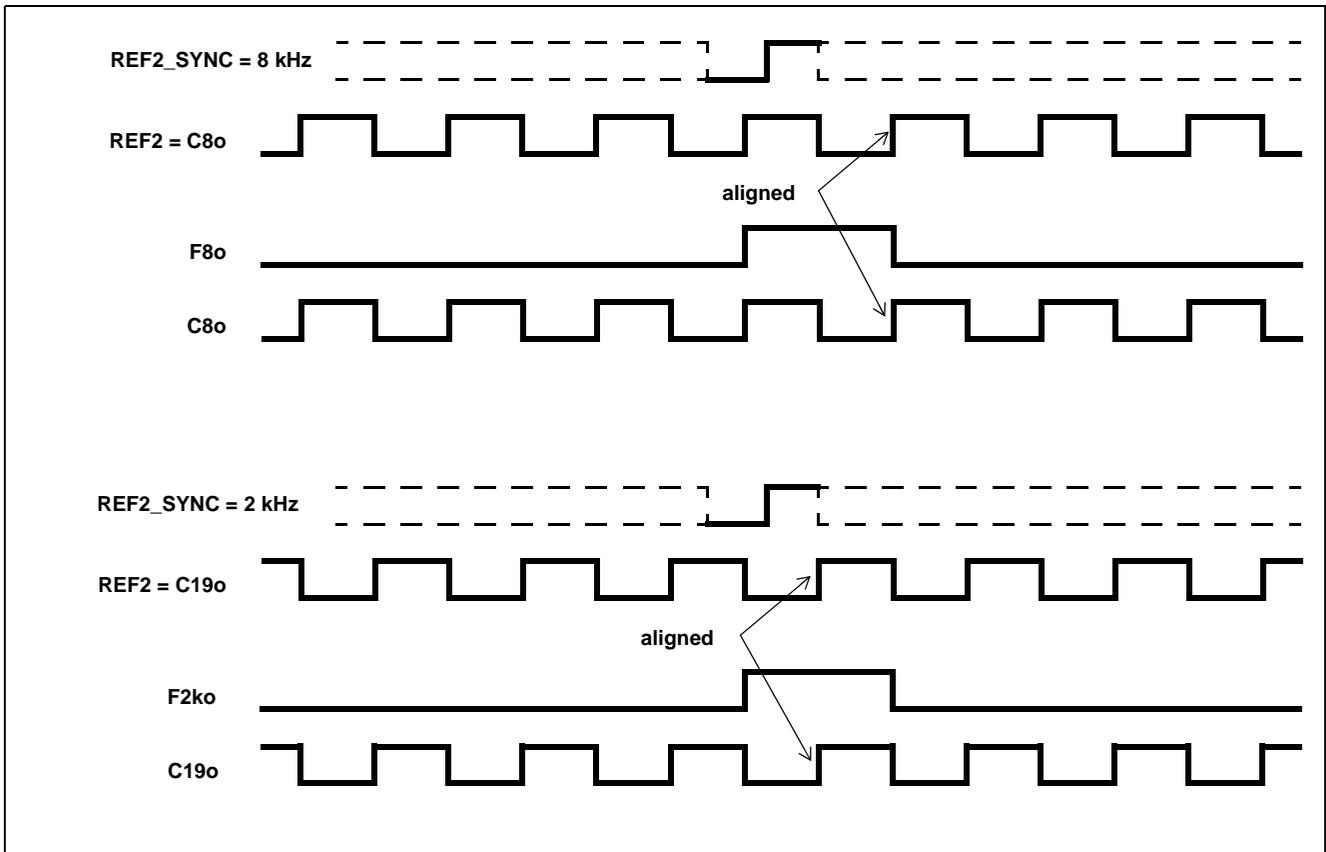 REF2_SYNC = 8 kHz
REF2 = C8o
aligned
F8o
C8o
REF2_SYNC = 2 kHz
REF2 = C19o
aligned
F2ko
C19o